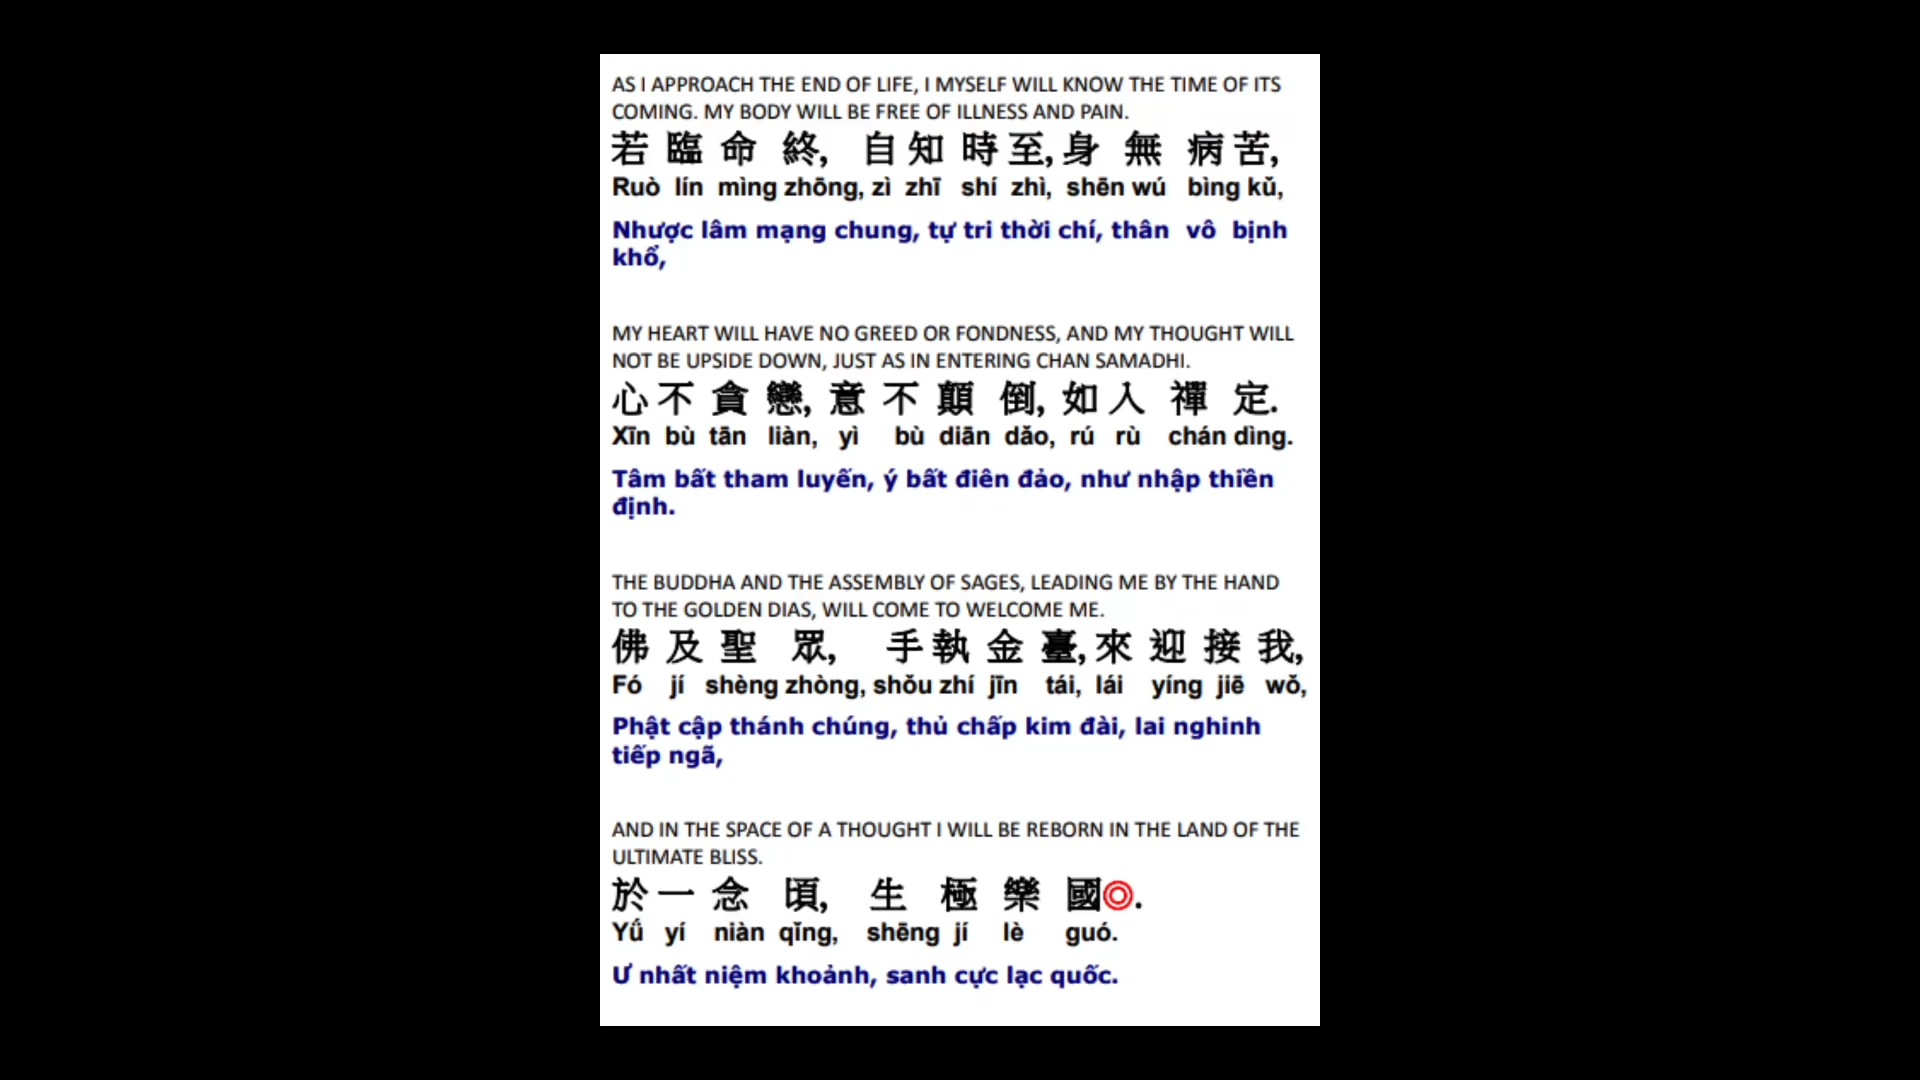 AS I APPROACH THE END OF LIFE, I MYSELF WILL KNOW THE TIME OF ITS
COMING. MY BODY WILL BE FREE OF ILLNESS AND PAIN.
若 臨 命 終, 自 知 時 至, 身 無 病 苦,
Ruò lín mìng zhōng, zì zhī shí zhì, shēn wú bìng kǔ,
Nhược lâm mạng chung, tự tri thời chí, thân vô bịnh
khổ,
MY HEART WILL HAVE NO GREED OR FONDNESS, AND MY THOUGHT WILL
NOT BE UPSIDE DOWN, JUST AS IN ENTERING CHAN SAMADHI.
心 不 貪 戀, 意 不 顛 倒, 如 入 禪 定.
Xīn bù tān liàn, yì bù diān dǎo, rú rù chán dìng.
Tâm bất tham luyến, ý bất điên đảo, như nhập thiền
định.
THE BUDDHA AND THE ASSEMBLY OF SAGES, LEADING ME BY THE HAND
TO THE GOLDEN DIAS, WILL COME TO WELCOME ME.
佛 及 聖 眾, 手 執 金 臺, 來 迎 接 我,
Fó jí shèng zhòng, shǒu zhí jīn tái, lái yíng jiē wǒ,
Phật cập thánh chúng, thủ chấp kim đài, lai nghinh
tiếp ngã,
AND IN THE SPACE OF A THOUGHT I WILL BE REBORN IN THE LAND OF THE
ULTIMATE BLISS.
於 一 念 頃, 生 極 樂 國◎.
Yǘ yí niàn qǐng, shēng jí lè guó.
Ư nhất niệm khoảnh, sanh cực lạc quốc.